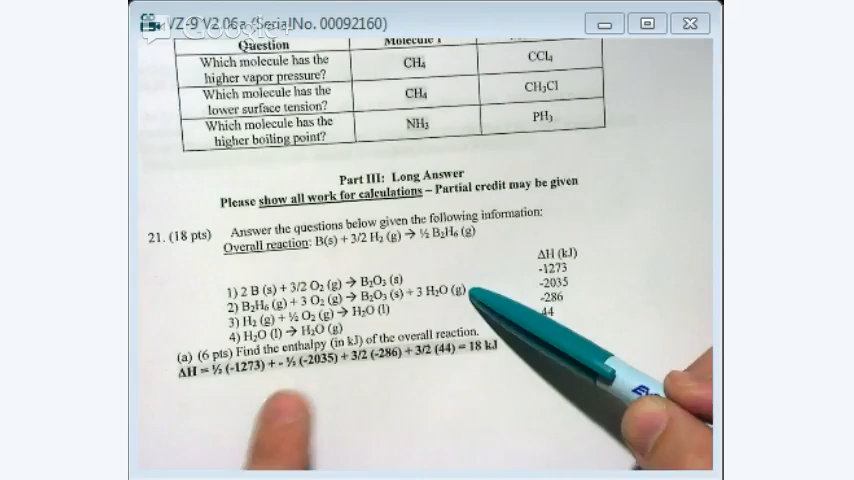 VZ-9 V2.06a (SerialNo. 00092160)
Question
Which molecule has the higher vapor pressure? CH₄ CCl₄
Which molecule has the lower surface tension? CH₄ CH₃Cl
Which molecule has the higher boiling point? NH₃ PH₃
Part III: Long Answer
Please show all work for calculations – Partial credit may be given
21. (18 pts) Answer the questions below given the following information:
Overall reaction: B(s) + 3/2 H₂ (g) → ½ B₂H₆ (g)
ΔH (kJ)
1) 2 B (s) + 3/2 O₂ (g) → B₂O₃ (s) -1273
2) B₂H₆ (g) + 3 O₂ (g) → B₂O₃ (s) + 3 H₂O (g) -2035
3) H₂ (g) + ½ O₂ (g) → H₂O (l) -286
4) H₂O (l) → H₂O (g) 44
(a) (6 pts) Find the enthalpy (in kJ) of the overall reaction.
ΔH = ½ (-1273) + - ½ (-2035) + 3/2 (-286) + 3/2 (44) = 18 kJ